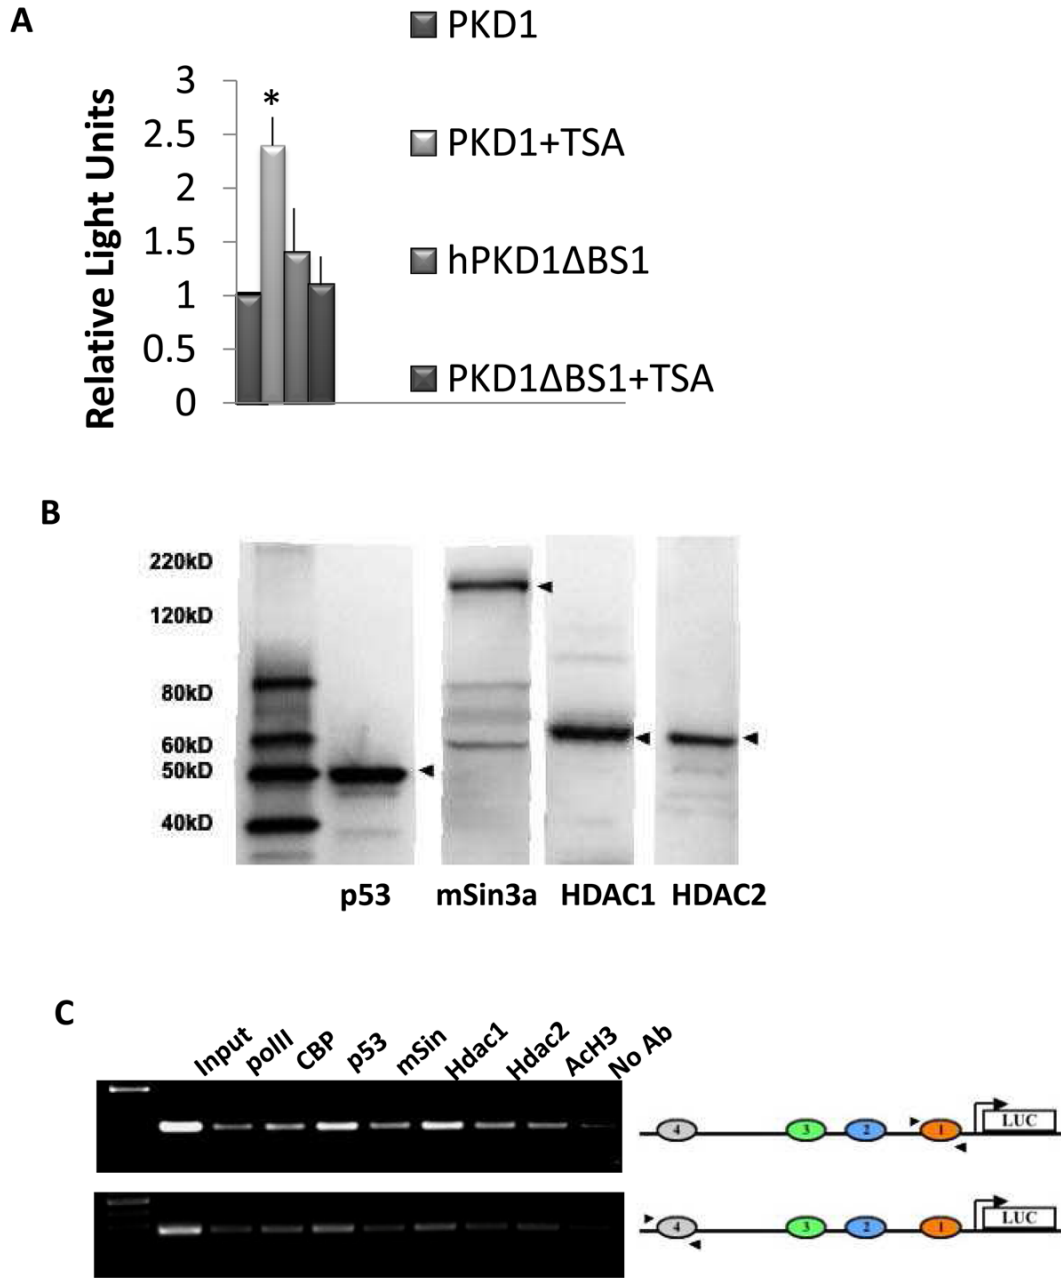 A
PKD1
PKD1+TSA
hPKD1ΔBS1
PKD1ΔBS1+TSA
Relative Light Units
3
2.5
2
1.5
1
0.5
0
*
B
220kD
120kD
80kD
60kD
50kD
40kD
p53 mSin3a HDAC1 HDAC2
C
Input polII CBP p53 mSin Hdac1 Hdac2 AcH3 No Ab
4 3 2 1 LUC
4 3 2 1 LUC